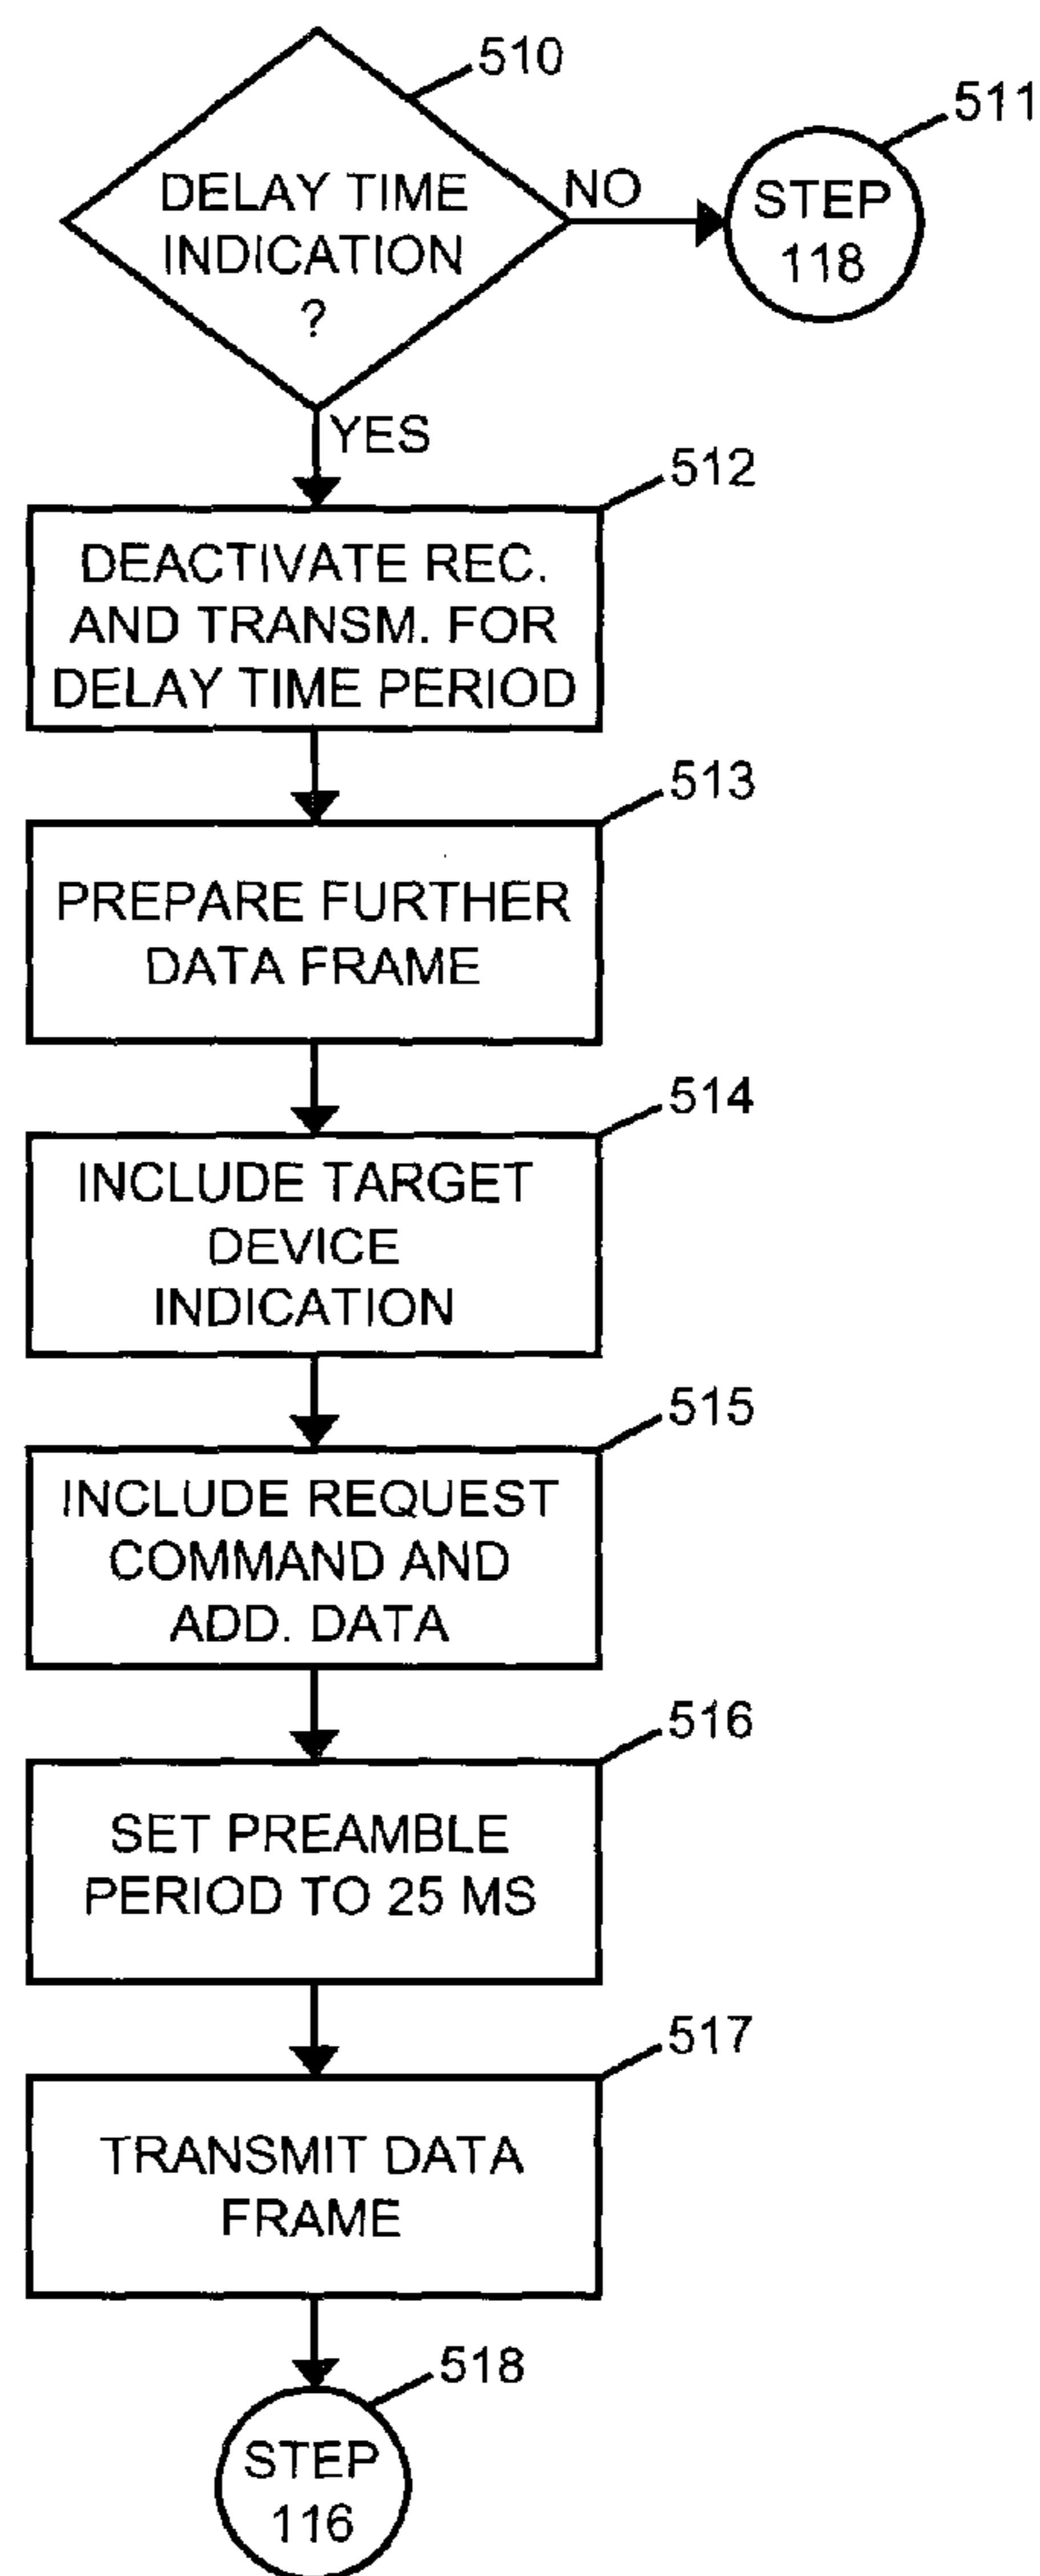 510
511
DELAY TIME
INDICATION
?
NO
STEP
118
YES
512
DEACTIVATE REC.
AND TRANSM. FOR
DELAY TIME PERIOD
513
PREPARE FURTHER
DATA FRAME
514
INCLUDE TARGET
DEVICE
INDICATION
515
INCLUDE REQUEST
COMMAND AND
ADD. DATA
516
SET PREAMBLE
PERIOD TO 25 MS
517
TRANSMIT DATA
FRAME
518
STEP
116